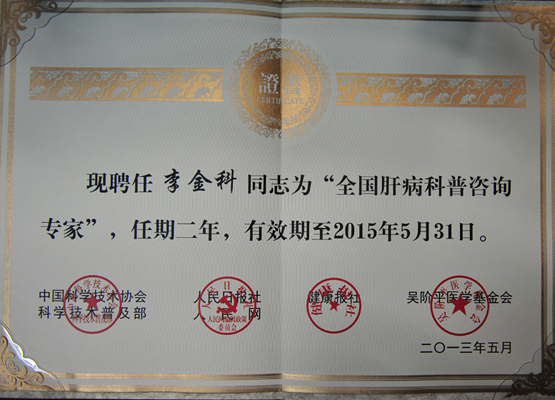 證書
CERTIFICATE
现聘任 李金科 同志为“全国肝病科普咨询
专家”，任期二年，有效期至2015年5月31日。
中国科学技术协会 人民日报社 健康报社 吴阶平医学基金会
科学技术普及部 人民网
二〇一三年五月